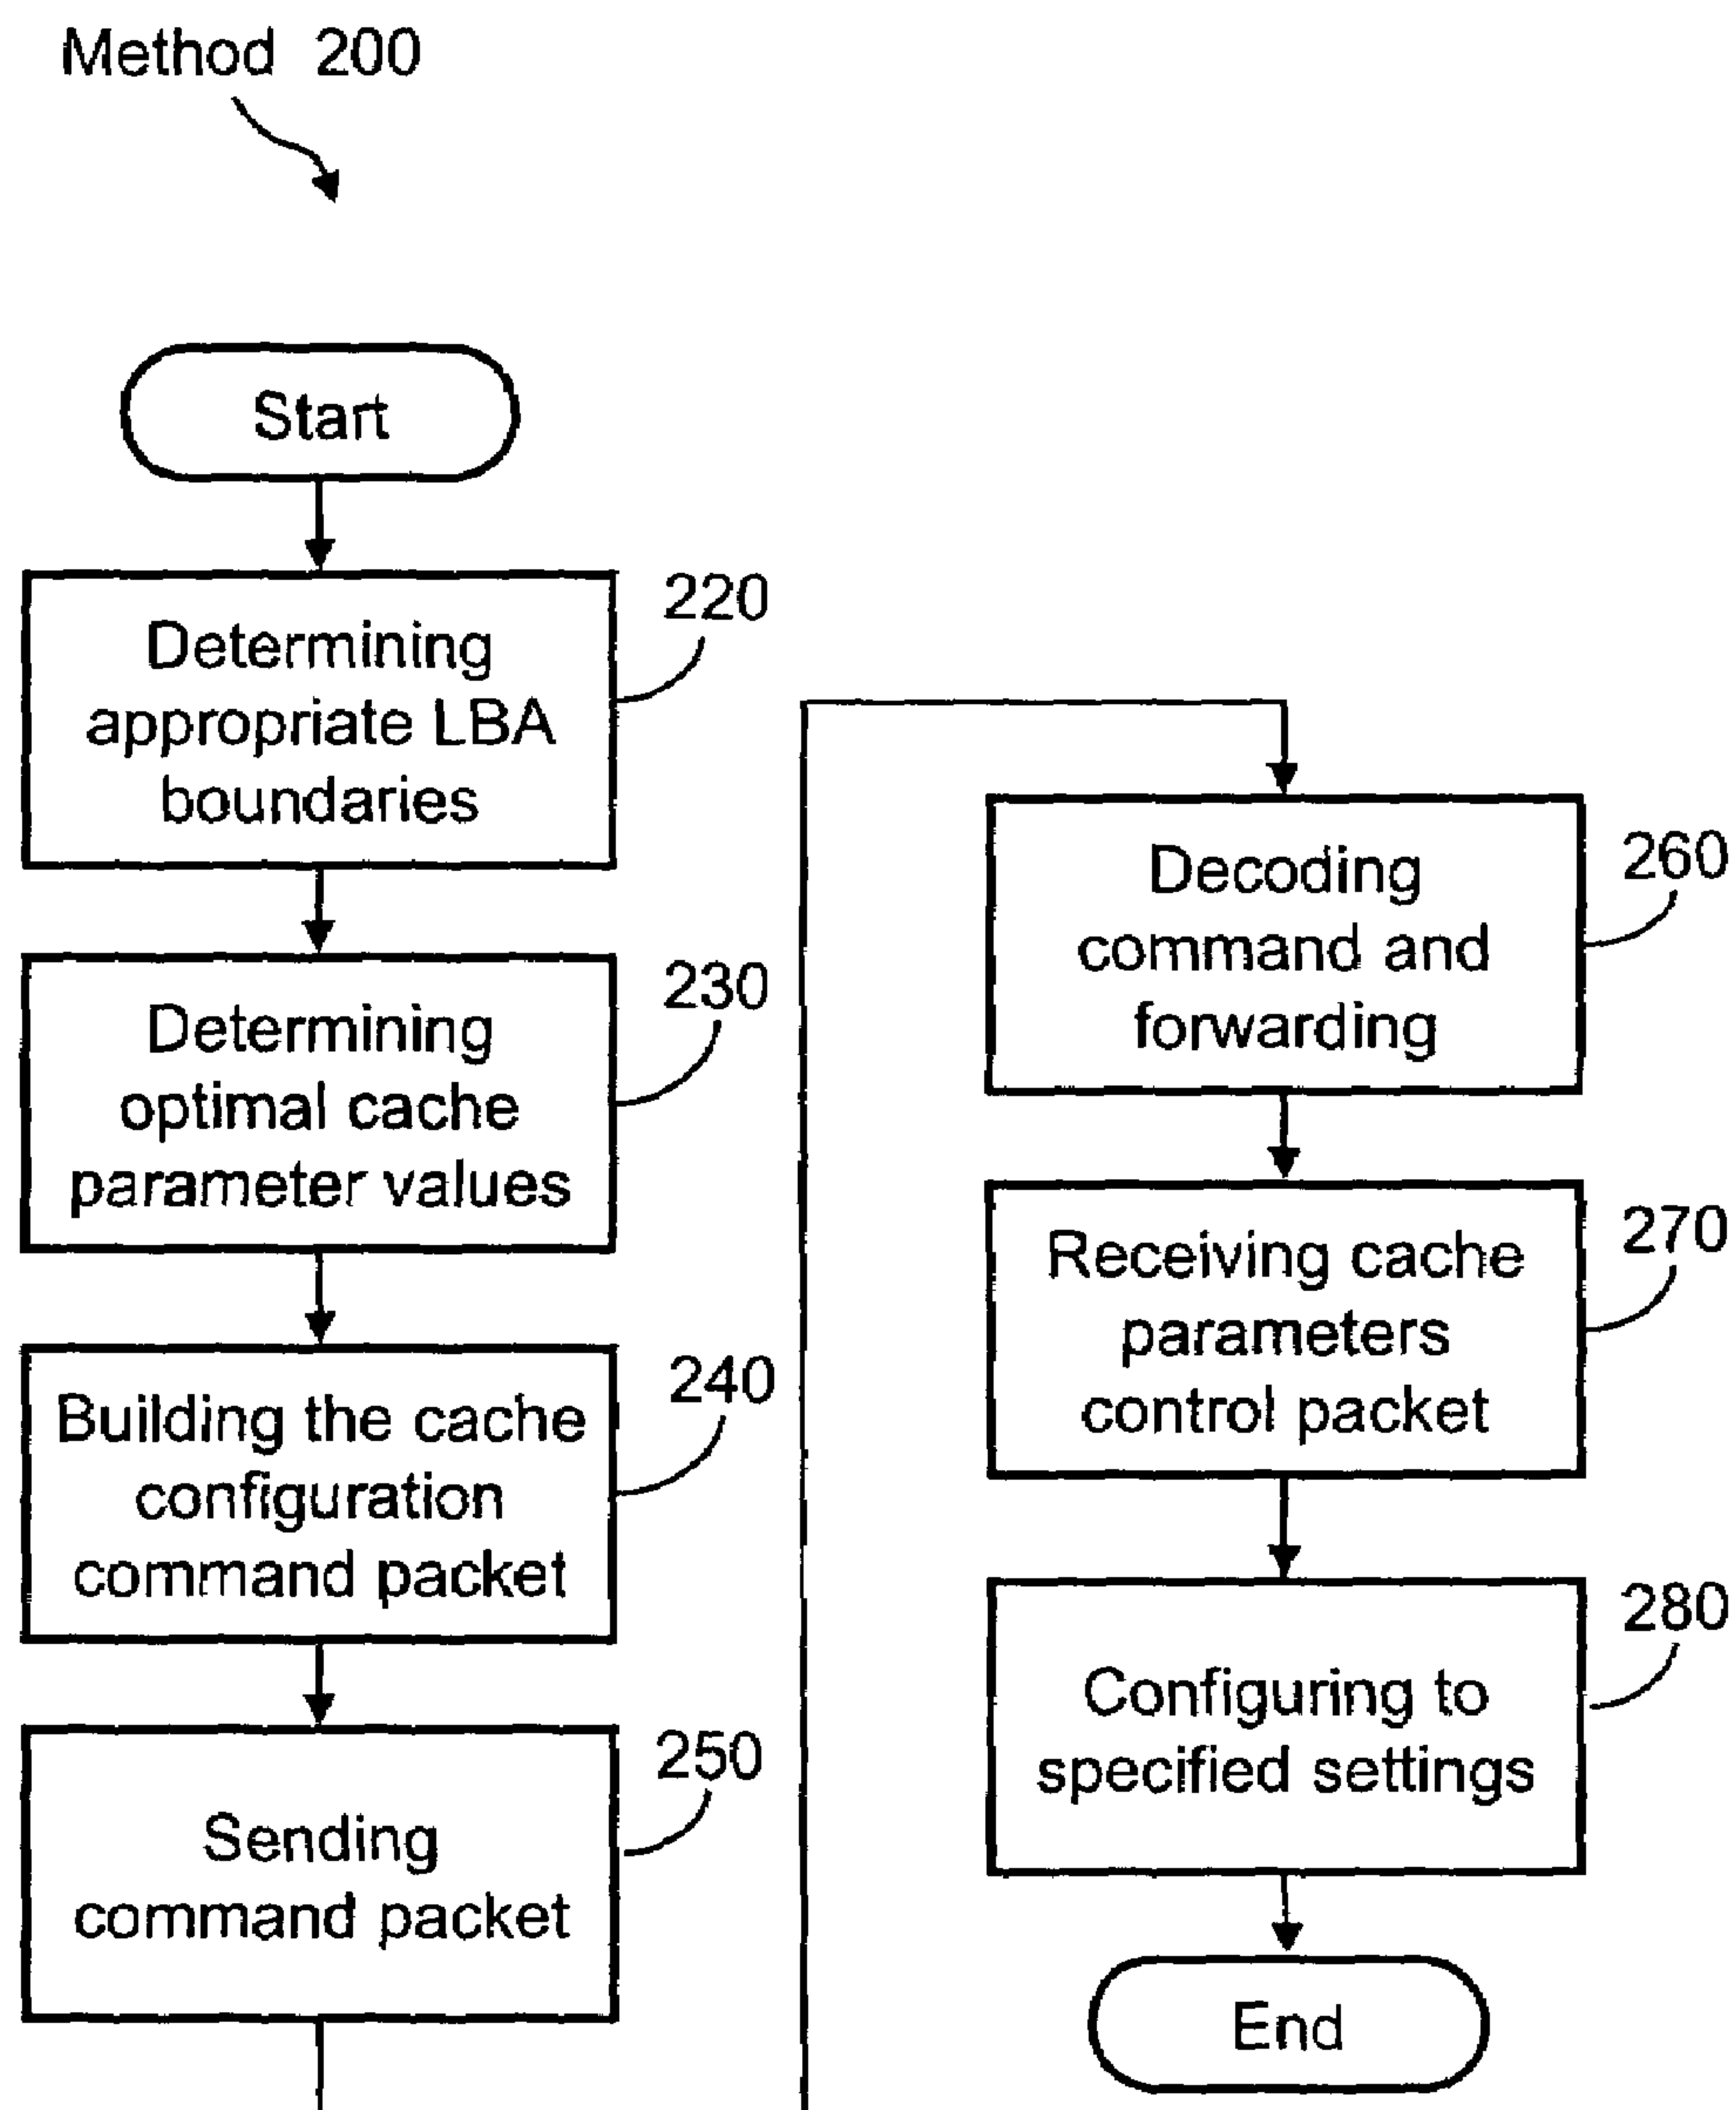 Method 200
Start
220
Determining
appropriate LBA
boundaries
230
Determining
optimal cache
parameter values
240
Building the cache
configuration
command packet
250
Sending
command packet
260
Decoding
command and
forwarding
270
Receiving cache
parameters
control packet
280
Configuring to
specified settings
End